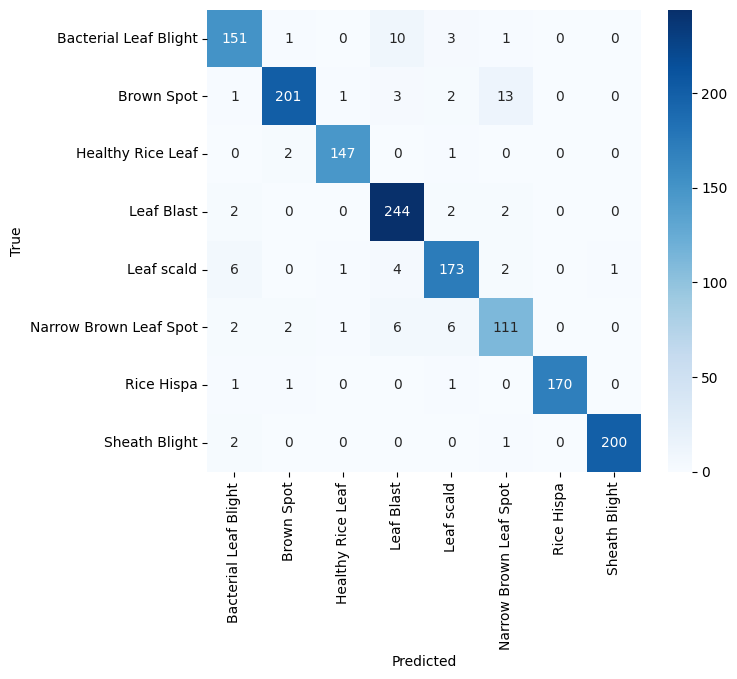 Bacterial Leaf Blight 151 1 0 10 3 1 0 0
Brown Spot 1 201 1 3 2 13 0 0
Healthy Rice Leaf 0 2 147 0 1 0 0 0
Leaf Blast 2 0 0 244 2 2 0 0
Leaf scald 6 0 1 4 173 2 0 1
Narrow Brown Leaf Spot 2 2 1 6 6 111 0 0
Rice Hispa 1 1 0 0 1 0 170 0
Sheath Blight 2 0 0 0 0 1 0 200
True
Bacterial Leaf Blight
Brown Spot
Healthy Rice Leaf
Leaf Blast
Leaf scald
Narrow Brown Leaf Spot
Rice Hispa
Sheath Blight
Predicted
200
150
100
50
0